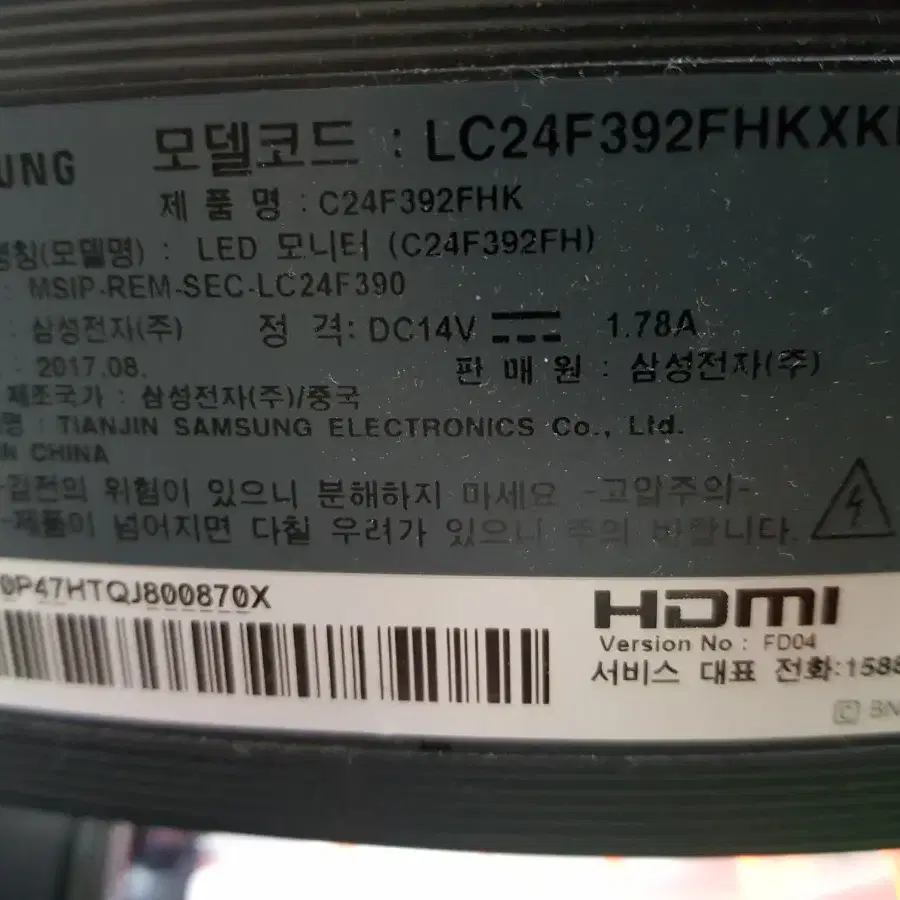 UNG 모델코드 : LC24F392FHKXK
제 품 명 : C24F392FHK
명칭(모델명) : LED 모니터 (C24F392FH)
: MSIP-REM-SEC-LC24F390
: 삼성전자(주) 정 격: DC14V 1.78A
: 2017.08. 판 매 원 : 삼성전자(주)
제조국가 : 삼성전자(주)/중국
명 : TIANJIN SAMSUNG ELECTRONICS Co., Ltd.
IN CHINA
-감전의 위험이 있으니 분해하지 마세요 -고압주의-
-제품이 넘어지면 다칠 우려가 있으니 주의 바랍니다.
0P47HTQJ800870X
HDMI
Version No : FD04
서비스 대표 전화:1588
© BN